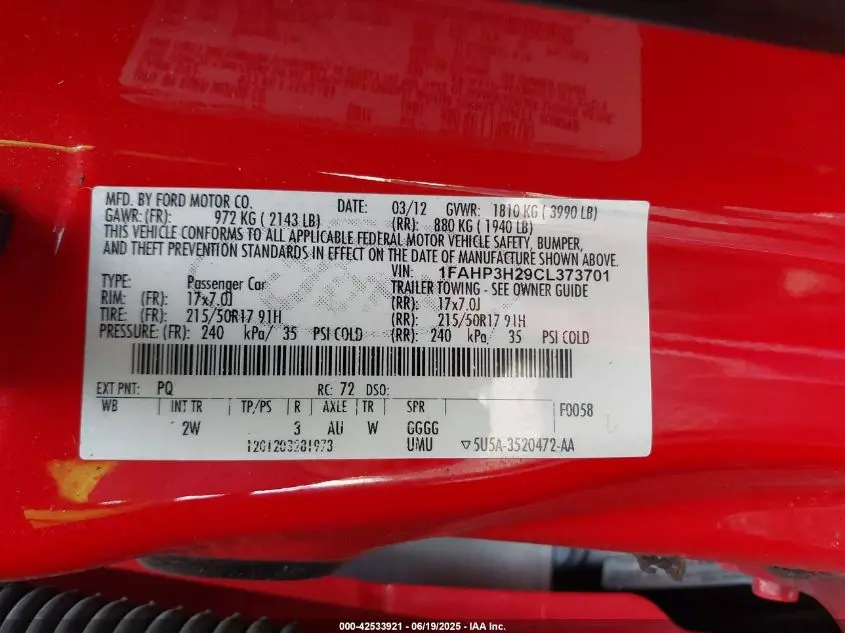 MFD. BY FORD MOTOR CO. DATE: 03/12 GVWR: 1810 KG ( 3990 LB)
GAWR: (FR): 972 KG ( 2143 LB) (RR): 880 KG ( 1940 LB)
THIS VEHICLE CONFORMS TO ALL APPLICABLE FEDERAL MOTOR VEHICLE SAFETY, BUMPER,
AND THEFT PREVENTION STANDARDS IN EFFECT ON THE DATE OF MANUFACTURE SHOWN ABOVE.
VIN: 1FAHP3H29CL373701
TYPE: Passenger Car TRAILER TOWING - SEE OWNER GUIDE
RIM: (FR): 17x7.0J (RR): 17x7.0J
TIRE: (FR): 215/50R17 91H (RR): 215/50R17 91H
PRESSURE: (FR): 240 kPa/ 35 PSI COLD (RR): 240 kPa/ 35 PSI COLD
EXT PNT: PQ RC: 72 DSO:
WB INT TR TP/PS R AXLE TR SPR F0058
2W 3 AU W GGGG
UMU ▽5U5A-3520472-AA
000-42533921 - 06/19/2025 - IAA Inc.